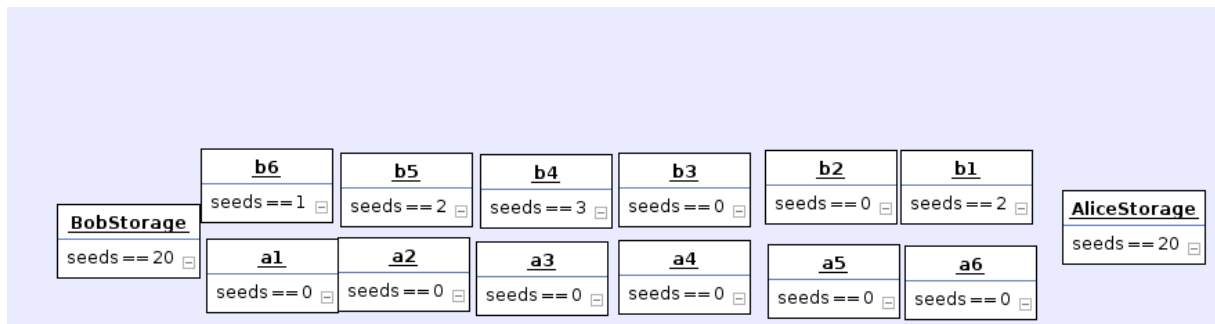 b6
seeds == 1
b5
seeds == 2
b4
seeds == 3
b3
seeds == 0
b2
seeds == 0
b1
seeds == 2
BobStorage
seeds == 20
AliceStorage
seeds == 20
a1
seeds == 0
a2
seeds == 0
a3
seeds == 0
a4
seeds == 0
a5
seeds == 0
a6
seeds == 0